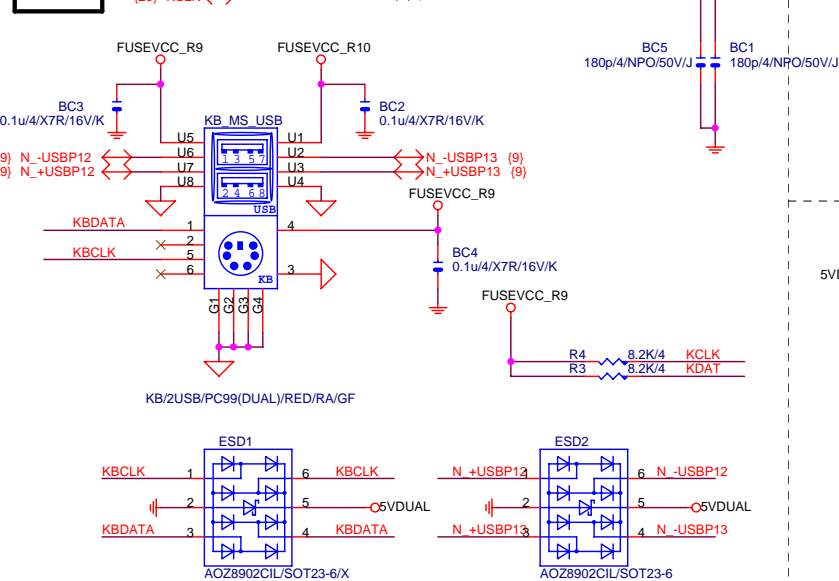 FUSEVCC_R9
FUSEVCC_R10
BC5
180p/4/NPO/50V/J
BC1
180p/4/NPO/50V/J
BC3
0.1u/4/X7R/16V/K
BC2
0.1u/4/X7R/16V/K
KB_MS_USB
U5
U6
U7
U8
U1
U2
U3
U4
1 3 5 7
2 4 6 8
USB
9} N_-USBP12
9} N_+USBP12
N_-USBP13 {9}
N_+USBP13 {9}
FUSEVCC_R9
KBDATA
KBCLK
1
2
5
6
4
3
KB
G1
G2
G3
G4
BC4
0.1u/4/X7R/16V/K
FUSEVCC_R9
R4 8.2K/4 KCLK
R3 8.2K/4 KDAT
KB/2USB/PC99(DUAL)/RED/RA/GF
ESD1
KBCLK 1 6 KBCLK
2 5 5VDUAL
KBDATA 3 4 KBDATA
AOZ8902CIL/SOT23-6/X
ESD2
N_+USBP12 1 6 N_-USBP12
2 5 5VDUAL
N_+USBP13 3 4 N_-USBP13
AOZ8902CIL/SOT23-6